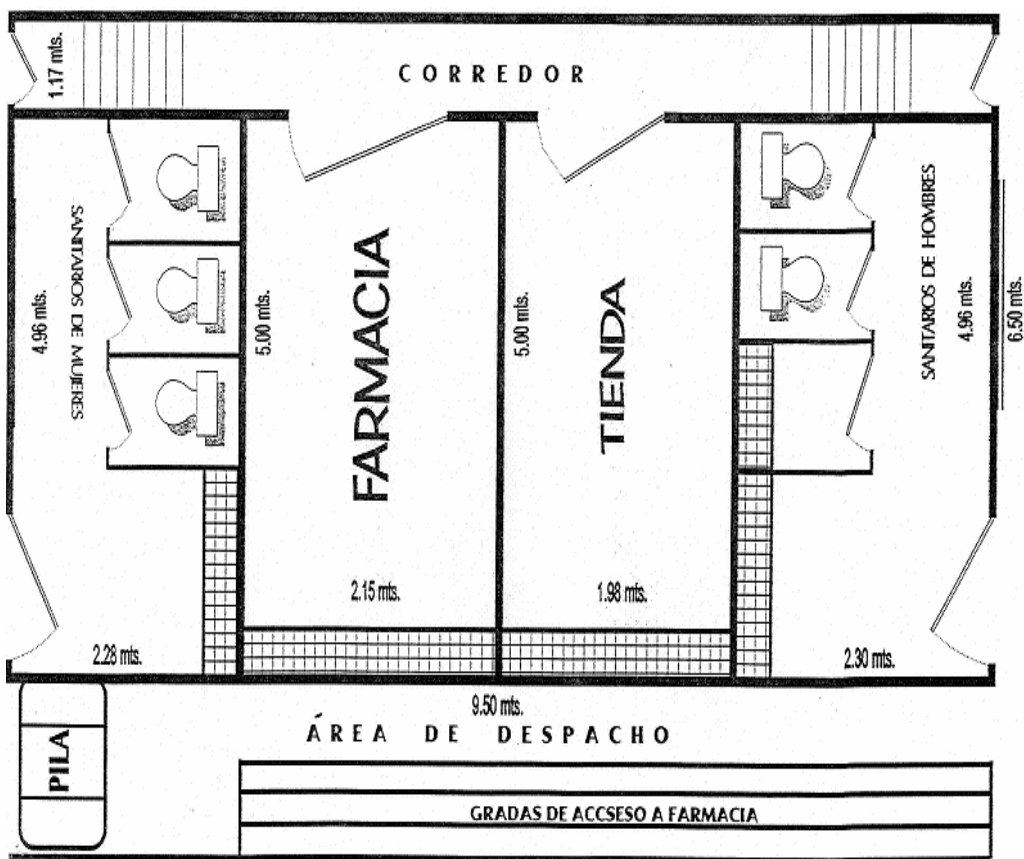 1.17 mts.
CORREDOR
SANITARIOS DE MUJERES
4.96 mts.
5.00 mts.
FARMACIA
5.00 mts.
TIENDA
SANITARIOS DE HOMBRES
4.96 mts.
6.50 mts.
2.15 mts.
1.98 mts.
2.28 mts.
2.30 mts.
9.50 mts.
ÁREA DE DESPACHO
PILA
GRADAS DE ACCSESO A FARMACIA